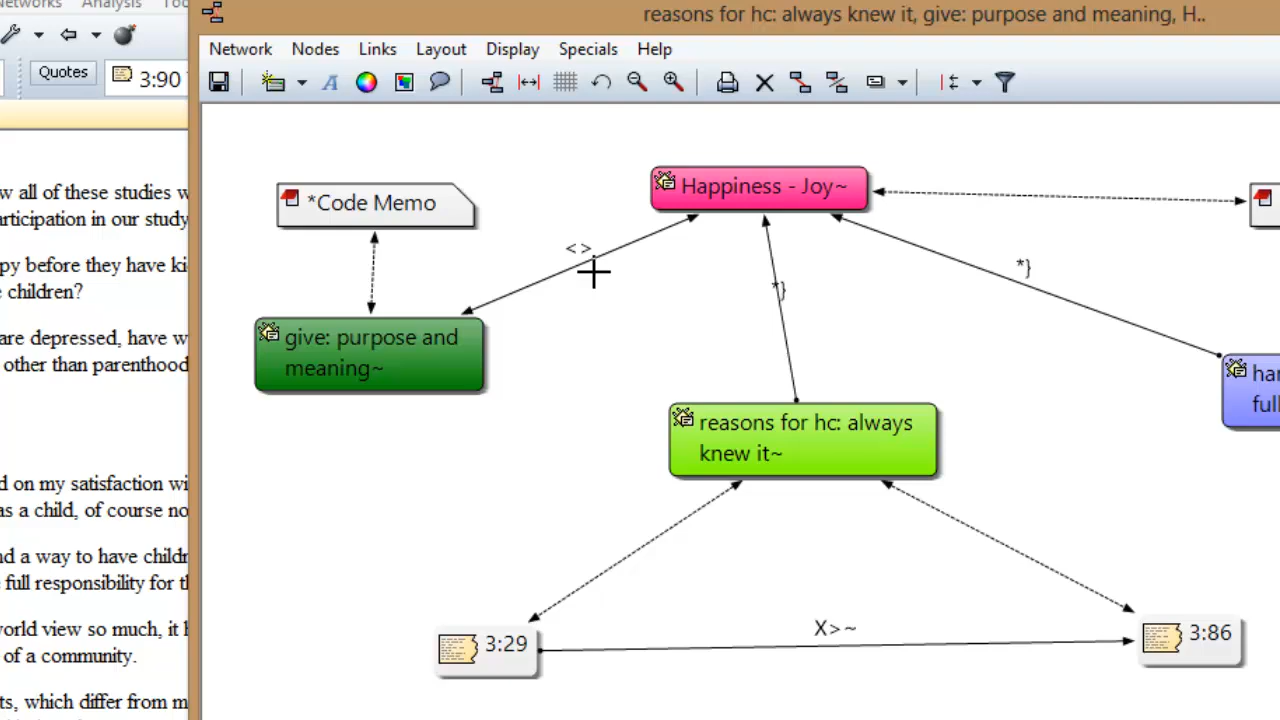 Networks Analysis
reasons for hc: always knew it, give: purpose and meaning, H..
Network Nodes Links Layout Display Specials Help
Quotes 3:90
w all of these studies w
articipation in our study
py before they have ki
e children?
are depressed, have w
other than parenthood
d on my satisfaction wi
as a child, of course no
nd a way to have childr
full responsibility for th
world view so much, it h
of a community.
ts, which differ from m
*Code Memo
Happiness - Joy~
<>
*}
*}
give: purpose and
meaning~
har
full
reasons for hc: always
knew it~
X>~
3:29
3:86